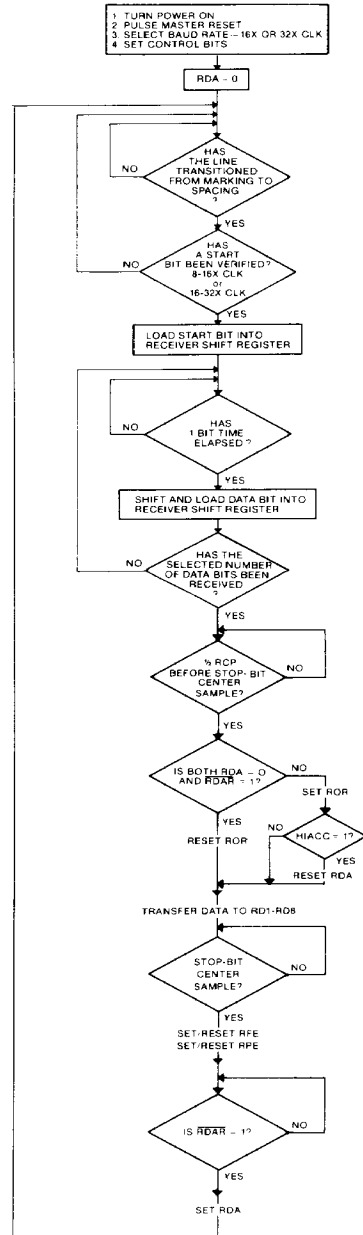 1 TURN POWER ON
2 PULSE MASTER RESET
3 SELECT BAUD RATE - 16X OR 32X CLK
4 SET CONTROL BITS
RDA = 0
HAS
THE LINE
TRANSITIONED
FROM MARKING TO
SPACING
?
NO
YES
HAS
A START
BIT BEEN VERIFIED?
8-16X CLK
or
16-32X CLK
NO
YES
LOAD START BIT INTO
RECEIVER SHIFT REGISTER
HAS
1 BIT TIME
ELAPSED ?
NO
YES
SHIFT AND LOAD DATA BIT INTO
RECEIVER SHIFT REGISTER
HAS THE
SELECTED NUMBER
OF DATA BITS BEEN
RECEIVED
?
NO
YES
½ RCP
BEFORE STOP-BIT
CENTER
SAMPLE?
NO
YES
IS BOTH RDA = 0
AND RDAR = 1?
NO
SET ROR
YES
RESET ROR
HIACC = 1?
NO
YES
RESET RDA
TRANSFER DATA TO RD1-RD8
STOP-BIT
CENTER
SAMPLE?
NO
YES
SET/RESET RFE
SET/RESET RPE
IS RDAR = 1?
NO
YES
SET RDA